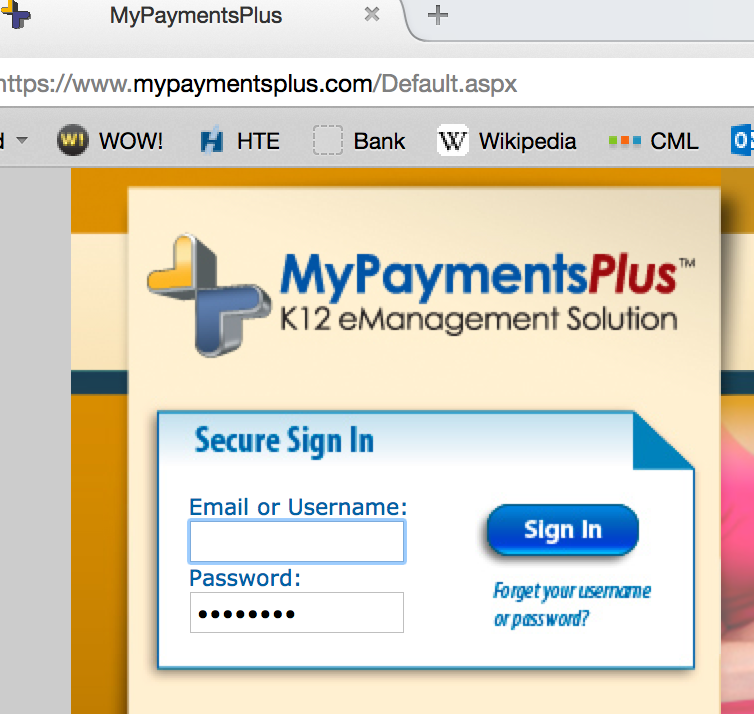 MyPaymentsPlus
https://www.mypaymentsplus.com/Default.aspx
WOW! HTE Bank W Wikipedia CML
MyPaymentsPlus™
K12 eManagement Solution
Secure Sign In
Email or Username:
Sign In
Password:
Forget your username
or password?